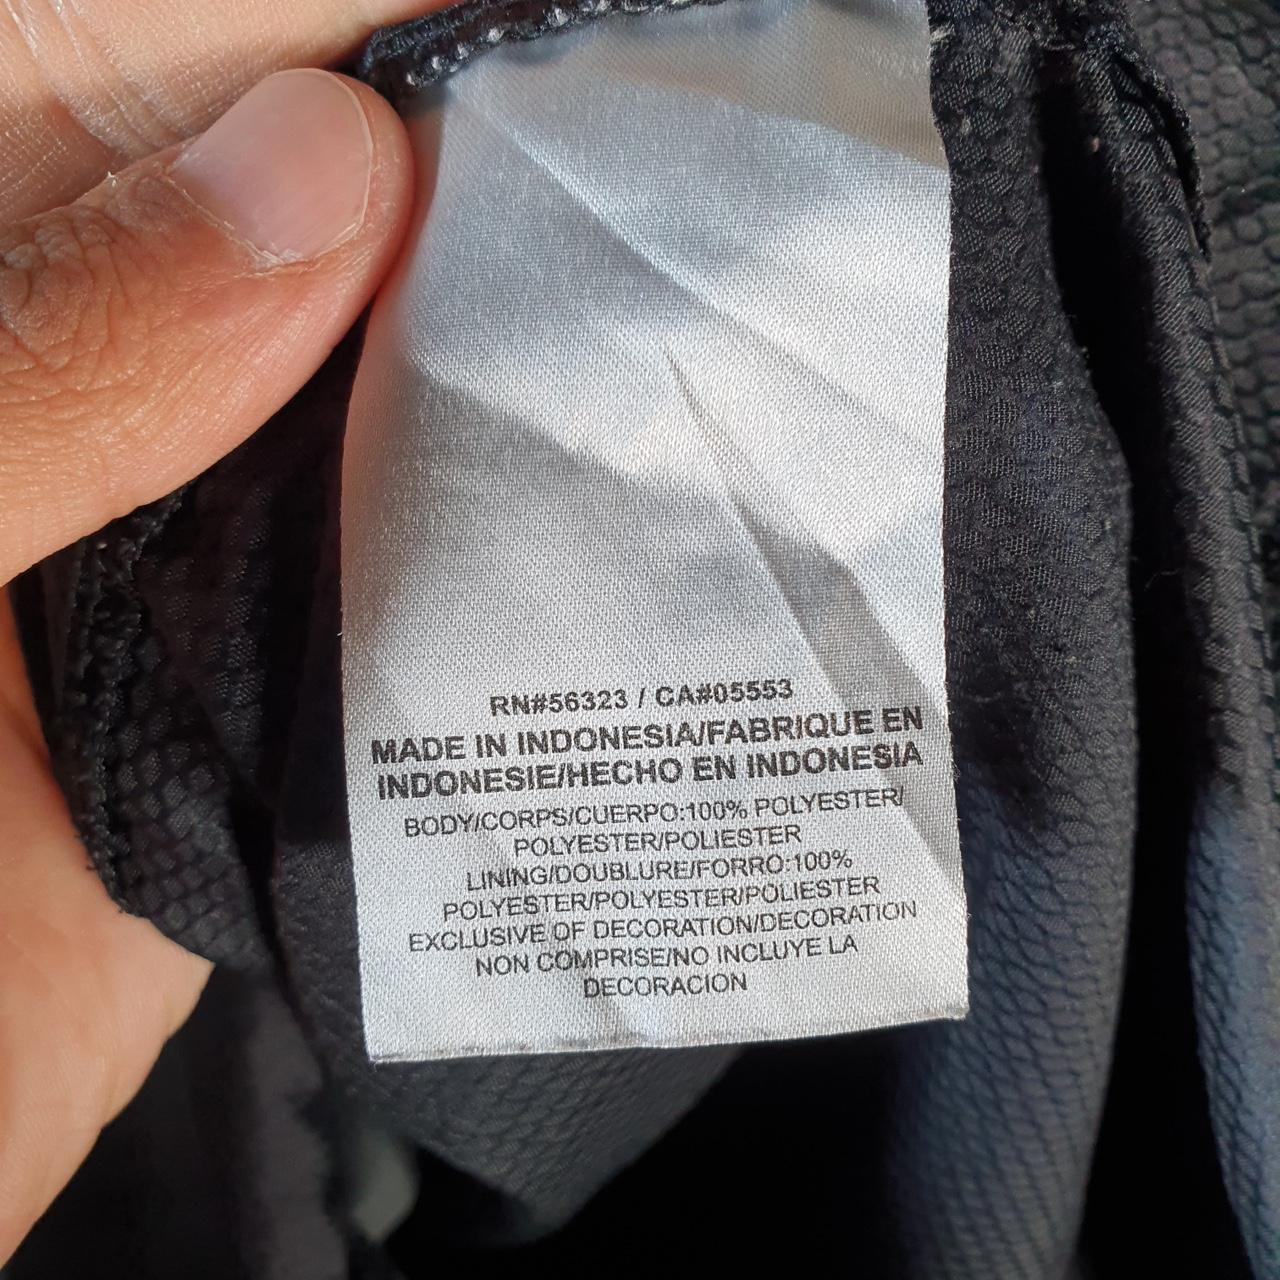 RN#56323 / CA#05553
MADE IN INDONESIA/FABRIQUE EN
INDONESIE/HECHO EN INDONESIA
BODY/CORPS/CUERPO:100% POLYESTER/
POLYESTER/POLIESTER
LINING/DOUBLURE/FORRO:100%
POLYESTER/POLYESTER/POLIESTER
EXCLUSIVE OF DECORATION/DECORATION
NON COMPRISE/NO INCLUYE LA
DECORACION